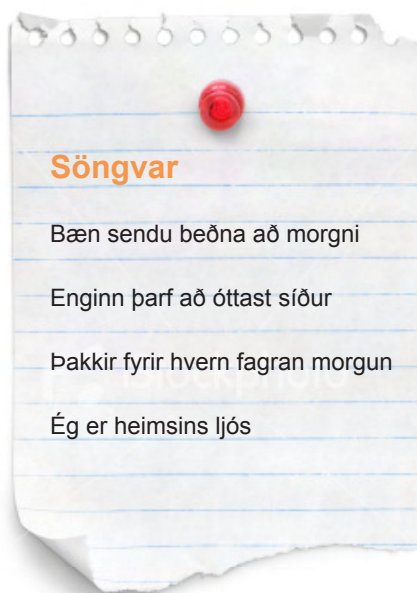 Söngvar
Bæn sendu beðna að morgni
Enginn þarf að óttast síður
Þakkir fyrir hvern fagran morgun
Ég er heimsins ljós
iStockphoto